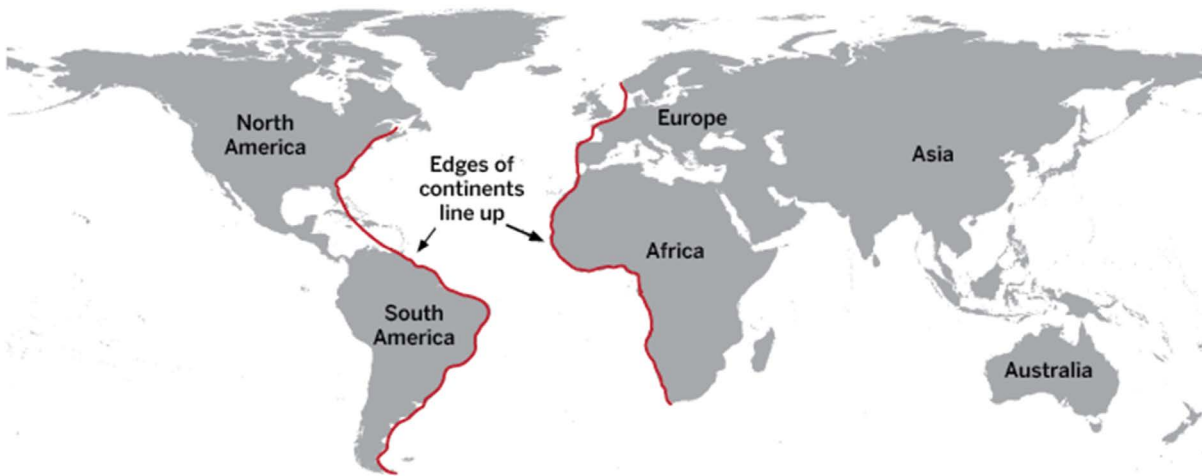 North
America
Edges of
continents
line up
Europe
Asia
Africa
South
America
Australia